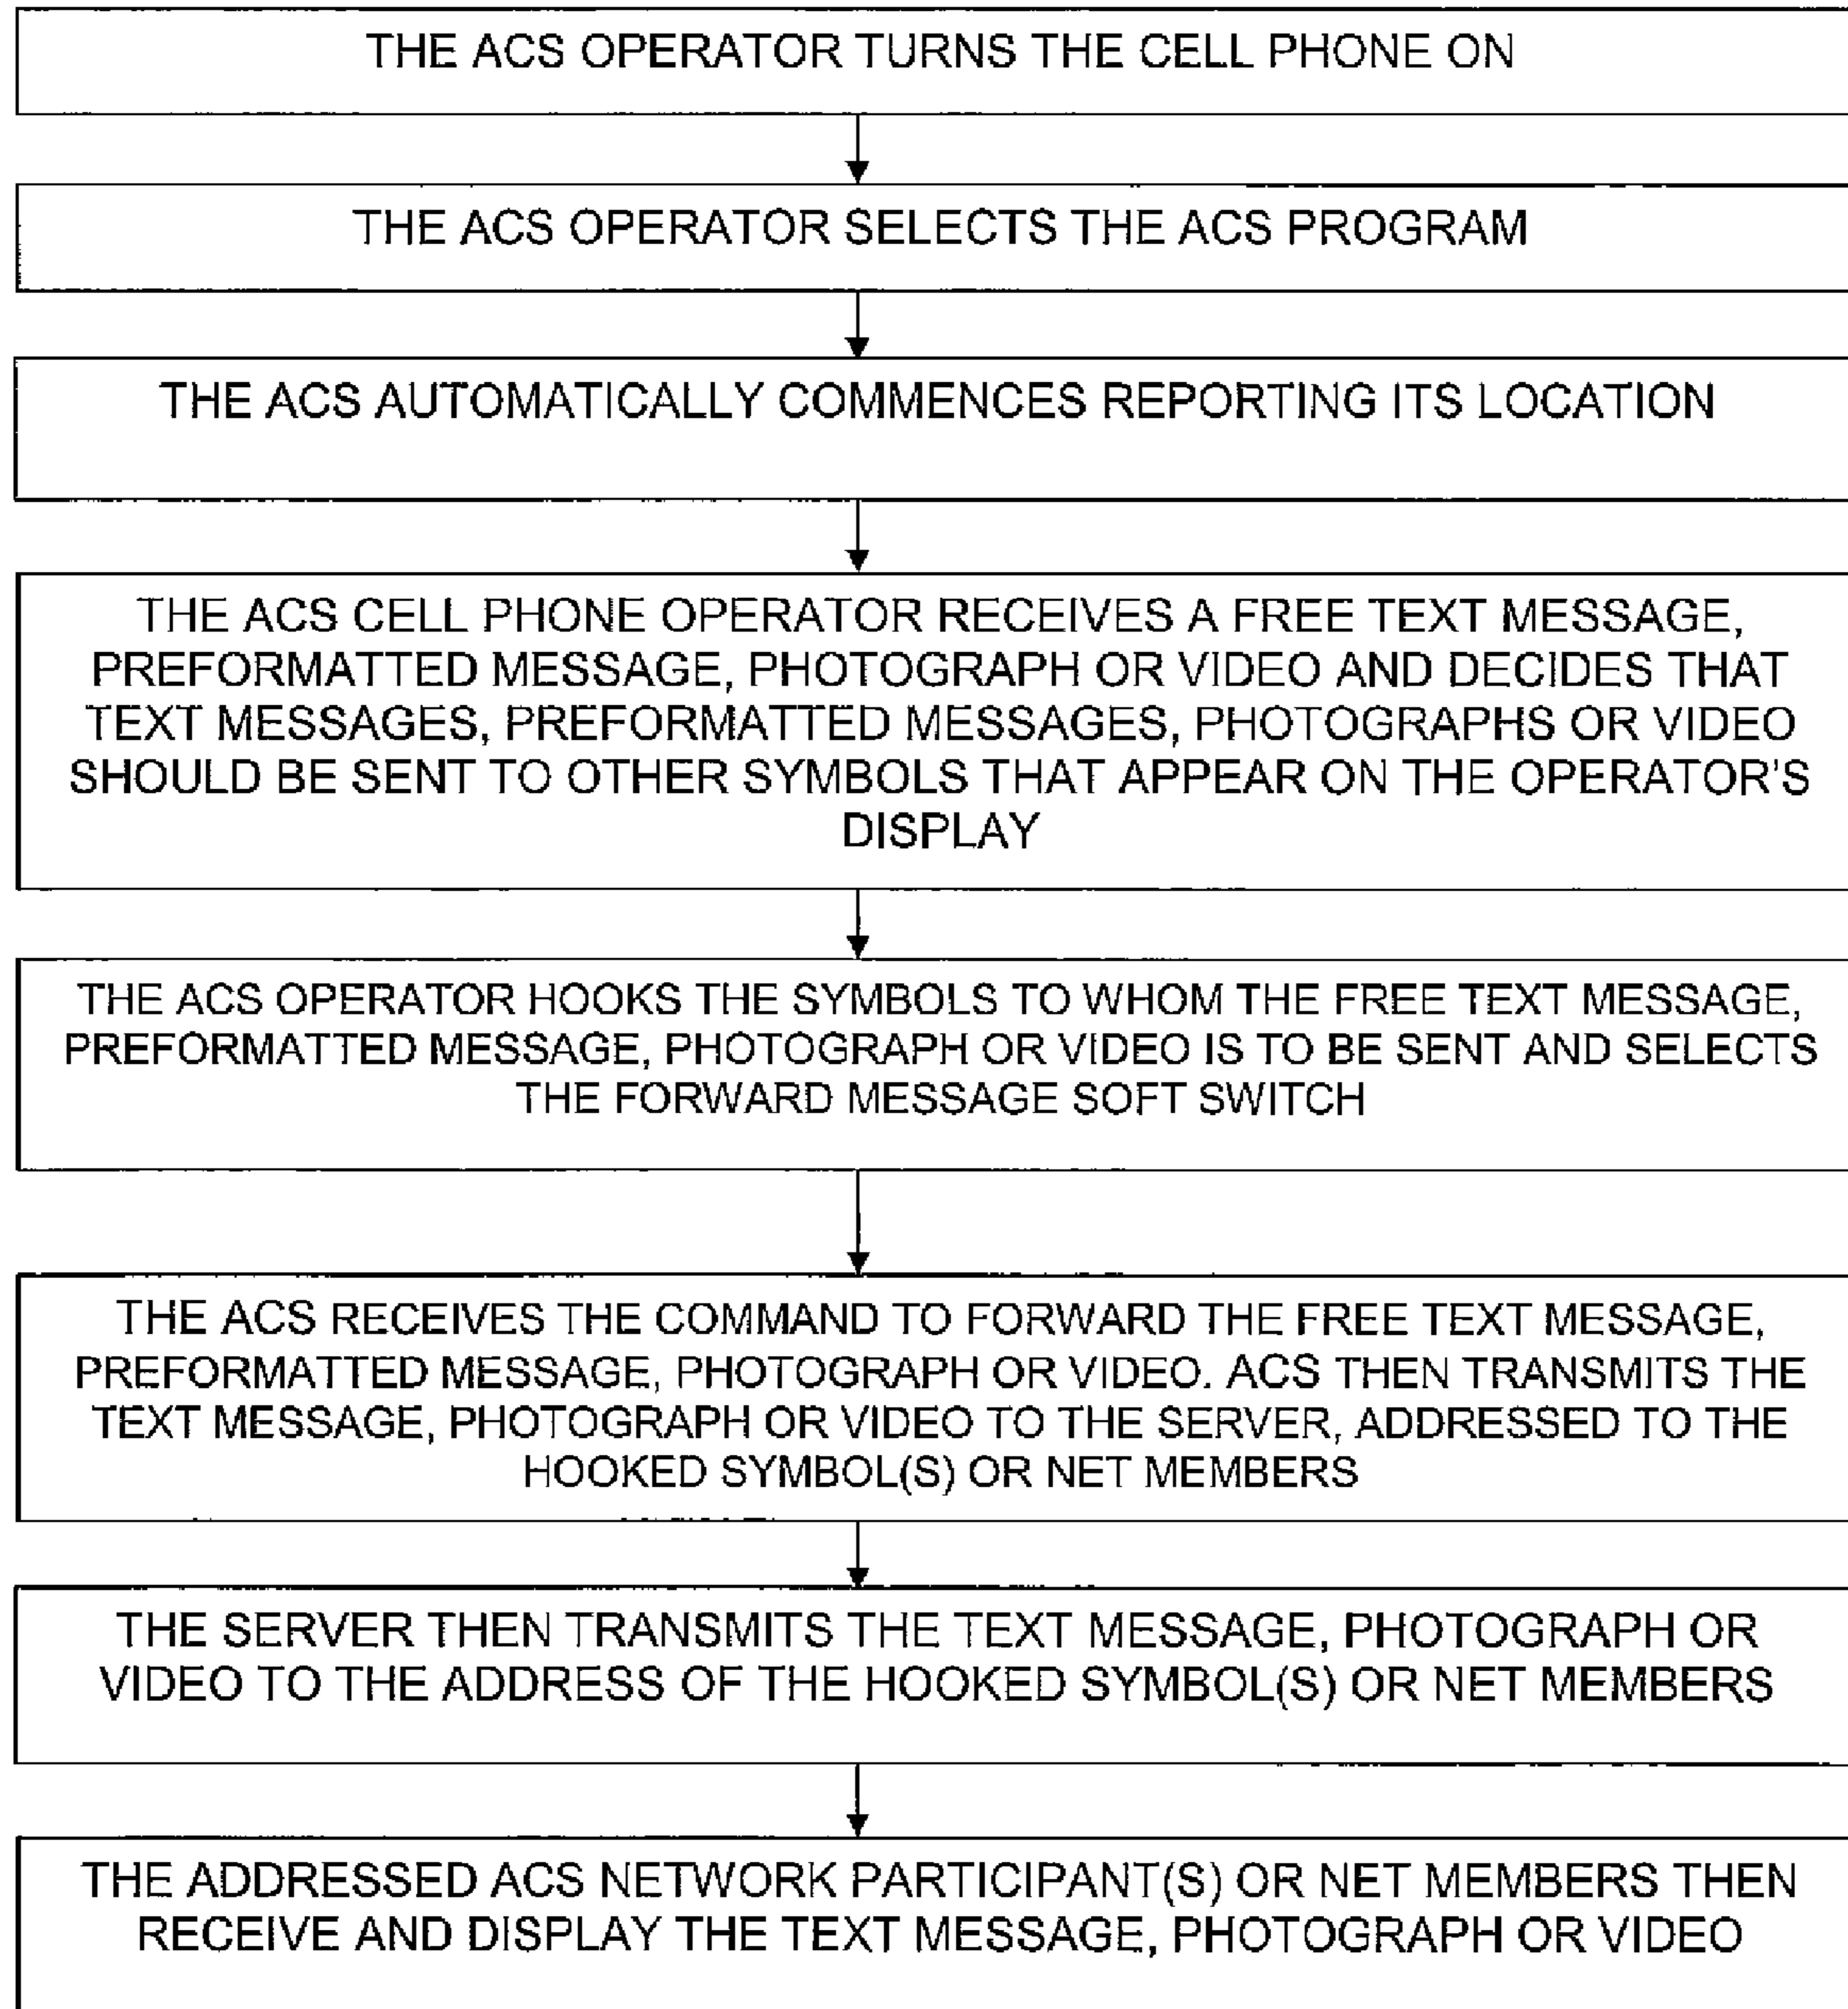 THE ACS OPERATOR TURNS THE CELL PHONE ON
THE ACS OPERATOR SELECTS THE ACS PROGRAM
THE ACS AUTOMATICALLY COMMENCES REPORTING ITS LOCATION
THE ACS CELL PHONE OPERATOR RECEIVES A FREE TEXT MESSAGE,
PREFORMATTED MESSAGE, PHOTOGRAPH OR VIDEO AND DECIDES THAT
TEXT MESSAGES, PREFORMATTED MESSAGES, PHOTOGRAPHS OR VIDEO
SHOULD BE SENT TO OTHER SYMBOLS THAT APPEAR ON THE OPERATOR'S
DISPLAY
THE ACS OPERATOR HOOKS THE SYMBOLS TO WHOM THE FREE TEXT MESSAGE,
PREFORMATTED MESSAGE, PHOTOGRAPH OR VIDEO IS TO BE SENT AND SELECTS
THE FORWARD MESSAGE SOFT SWITCH
THE ACS RECEIVES THE COMMAND TO FORWARD THE FREE TEXT MESSAGE,
PREFORMATTED MESSAGE, PHOTOGRAPH OR VIDEO. ACS THEN TRANSMITS THE
TEXT MESSAGE, PHOTOGRAPH OR VIDEO TO THE SERVER, ADDRESSED TO THE
HOOKED SYMBOL(S) OR NET MEMBERS
THE SERVER THEN TRANSMITS THE TEXT MESSAGE, PHOTOGRAPH OR
VIDEO TO THE ADDRESS OF THE HOOKED SYMBOL(S) OR NET MEMBERS
THE ADDRESSED ACS NETWORK PARTICIPANT(S) OR NET MEMBERS THEN
RECEIVE AND DISPLAY THE TEXT MESSAGE, PHOTOGRAPH OR VIDEO